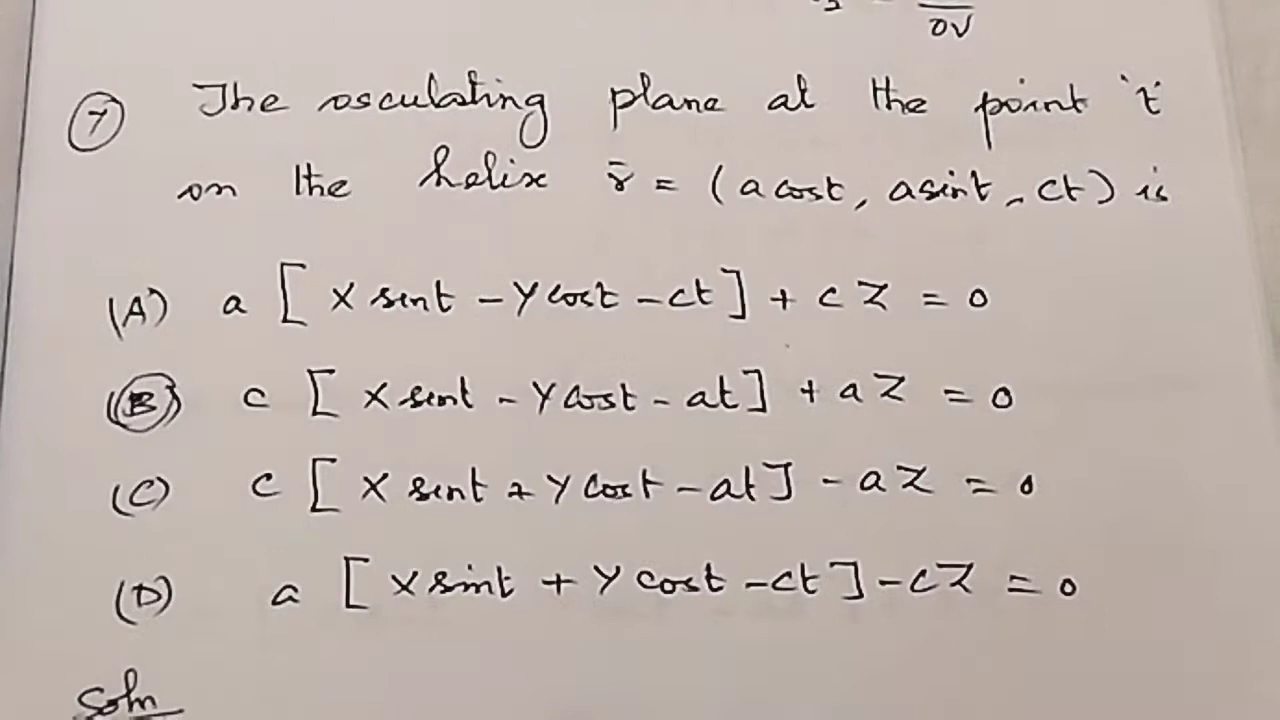 0V
(7) The osculating plane at the point 't'
on the helix r̄ = (a cost, a sint, ct) is
(A) a [ X sint - Y cost - ct ] + c Z = 0
(B) c [ X sint - Y cost - at ] + a Z = 0
(C) c [ X sint + Y cost - at ] - a Z = 0
(D) a [ X sint + Y cost - ct ] - c Z = 0
Soln